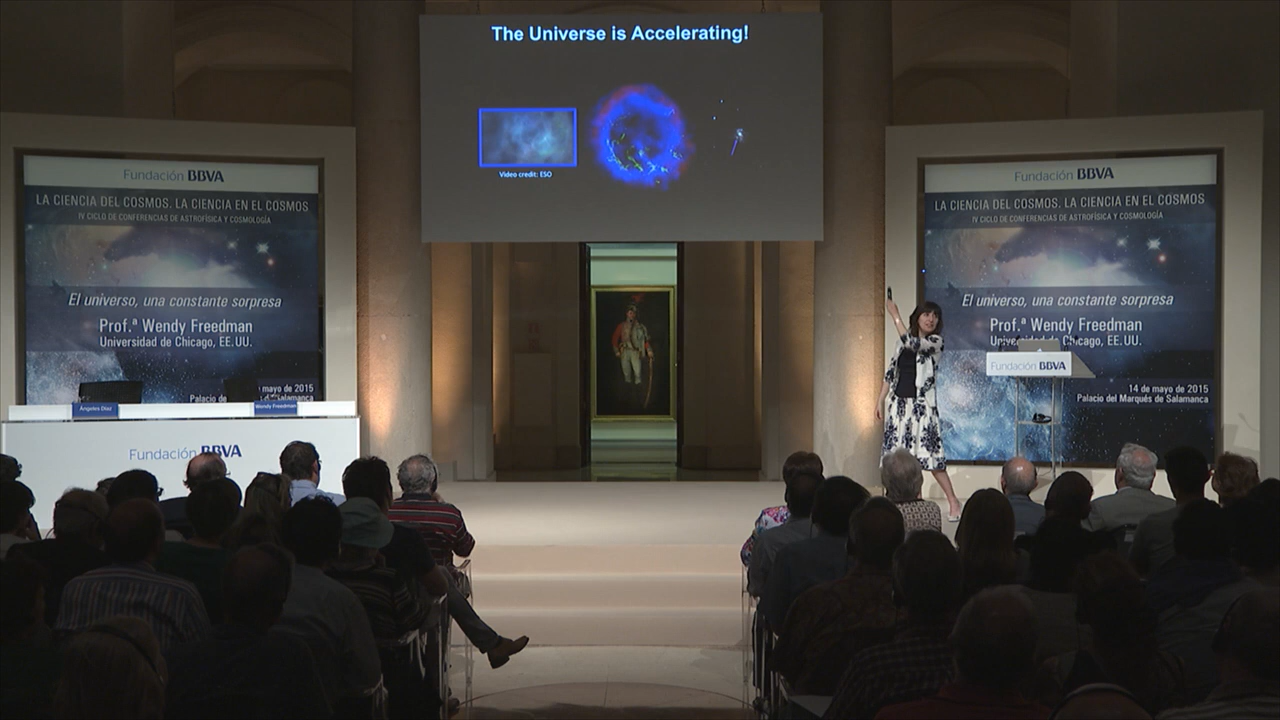 The Universe is Accelerating!
Video credit: ESO
Fundación BBVA
LA CIENCIA DEL COSMOS. LA CIENCIA EN EL COSMOS
IV CICLO DE CONFERENCIAS DE ASTROFÍSICA Y COSMOLOGÍA
El universo, una constante sorpresa
Prof.ª Wendy Freedman
Universidad de Chicago, EE.UU.
mayo de 2015
Ángeles Díaz
Wendy Freedman
Fundación BBVA
Fundación BBVA
LA CIENCIA DEL COSMOS. LA CIENCIA EN EL COSMOS
IV CICLO DE CONFERENCIAS DE ASTROFÍSICA Y COSMOLOGÍA
El universo, una constante sorpresa
Prof.ª Wendy Freedman
Universidad de Chicago, EE.UU.
Fundación BBVA
14 de mayo de 2015
Palacio del Marqués de Salamanca